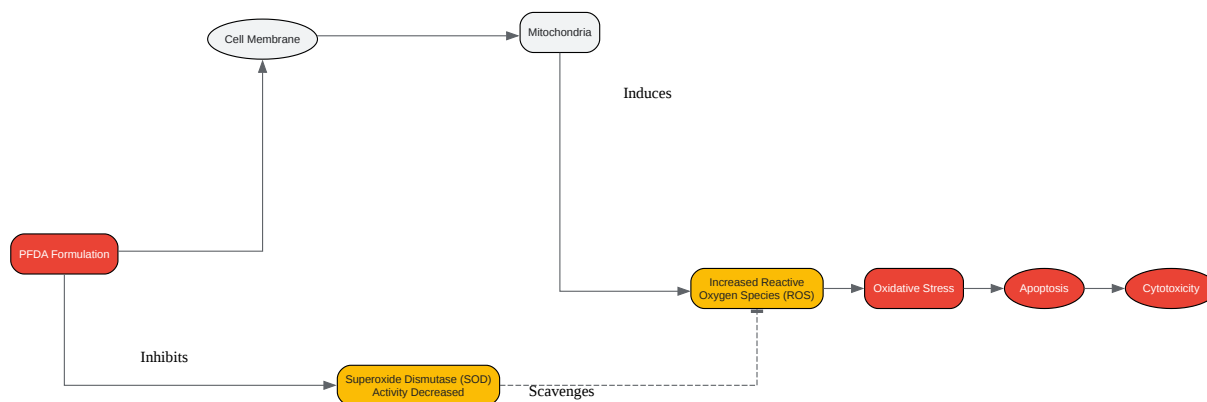 Cell Membrane
Mitochondria
Induces
PFDA Formulation
Increased Reactive
Oxygen Species (ROS)
Oxidative Stress
Apoptosis
Cytotoxicity
Inhibits
Superoxide Dismutase (SOD)
Activity Decreased
Scavenges